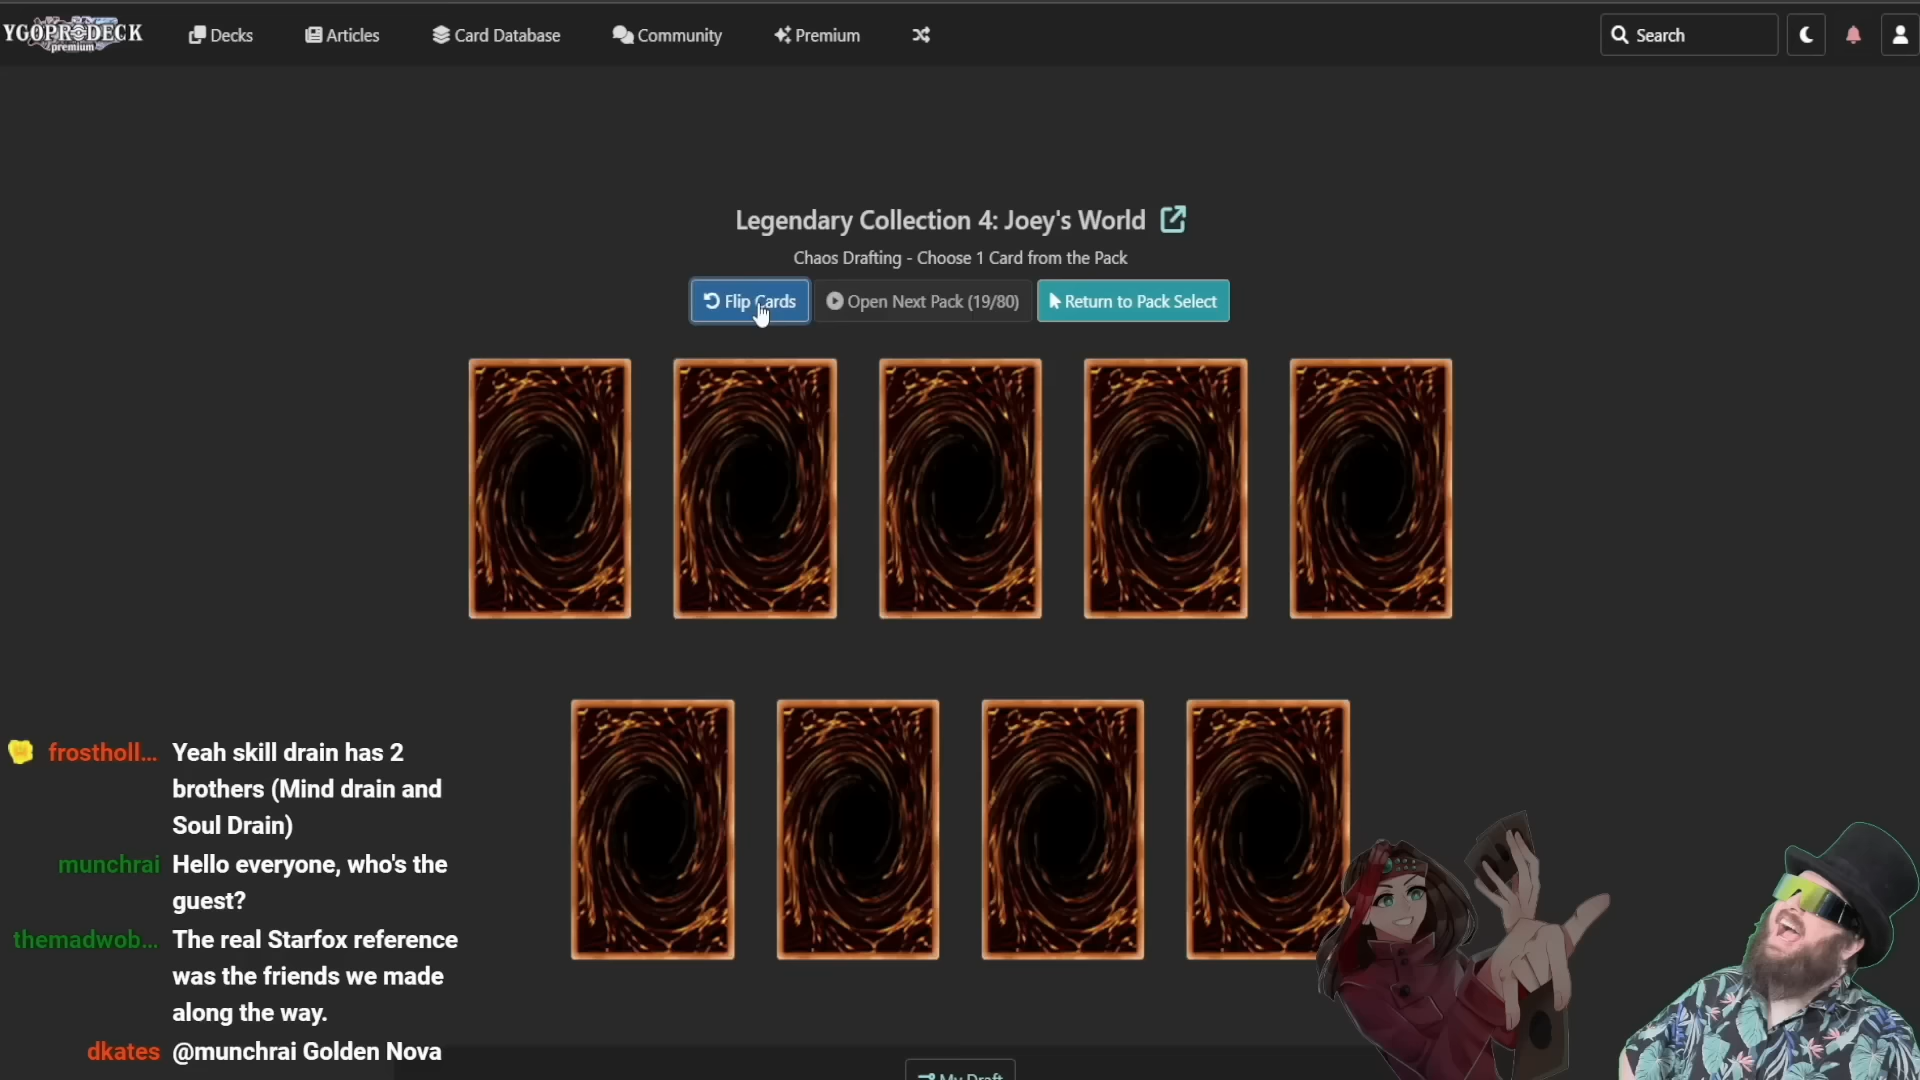 YGOPRODECK
premium
Decks
Articles
Card Database
Community
Premium
Search
Legendary Collection 4: Joey's World
Chaos Drafting - Choose 1 Card from the Pack
Flip Cards
Open Next Pack (19/80)
Return to Pack Select
frostholl... Yeah skill drain has 2
brothers (Mind drain and
Soul Drain)
munchrai Hello everyone, who's the
guest?
themadwob... The real Starfox reference
was the friends we made
along the way.
dkates @munchrai Golden Nova
My Draft